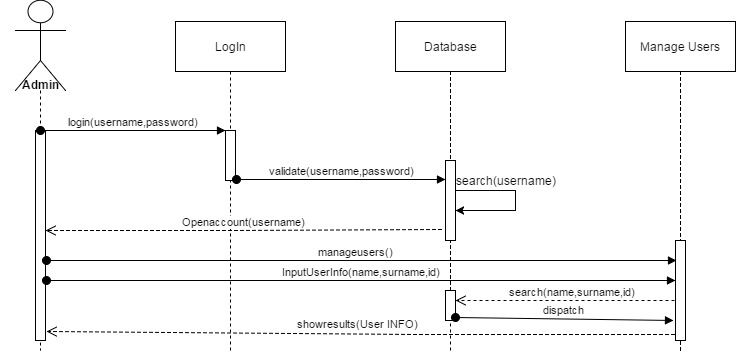 LogIn
Database
Manage Users
Admin
login(username,password)
validate(username,password)
search(username)
Openaccount(username)
manageusers()
InputUserInfo(name,surname,id)
search(name,surname,id)
dispatch
showresults(User INFO)